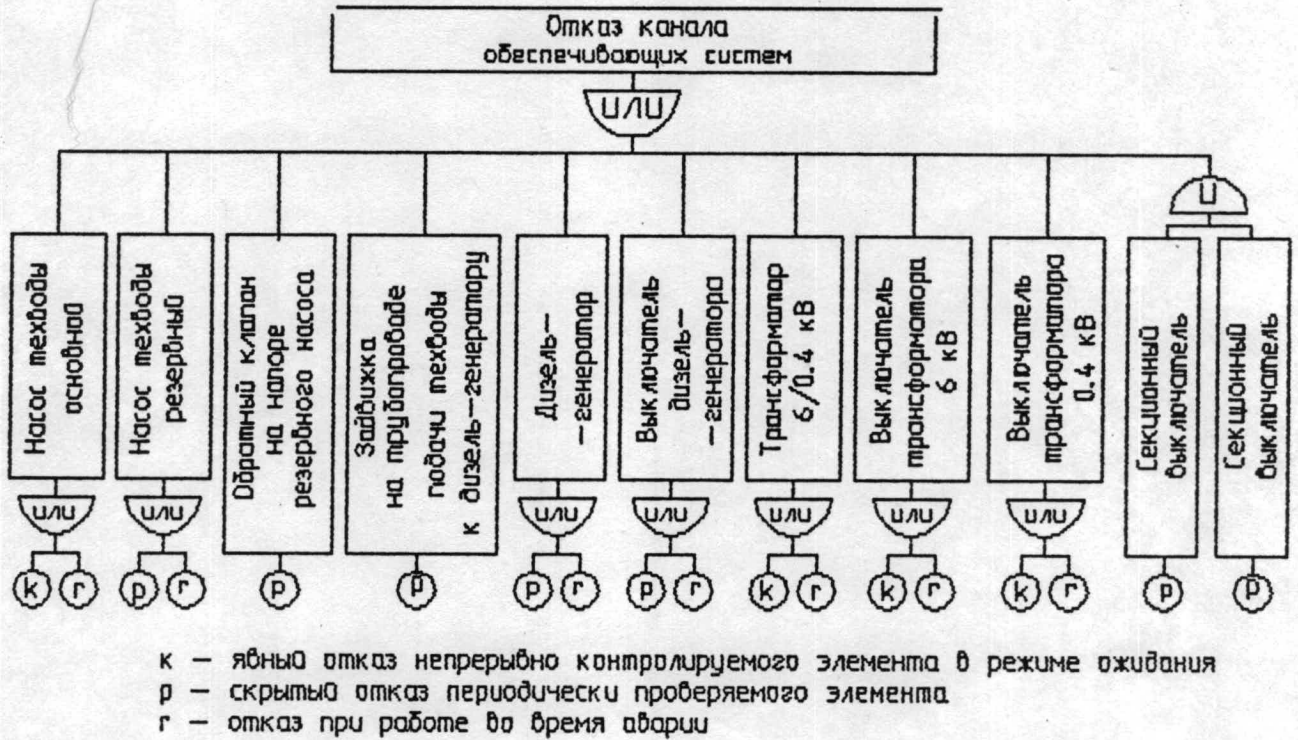 Отказ канала
обеспечивающих систем
ИЛИ
И
Насос техводы
основной
Насос техводы
резервный
Обратный клапан
на напоре
резервного насоса
Задвижка
на трубопроводе
подачи техводы
к дизель-генератору
Дизель-
-генератор
Выключатель
дизель-
-генератора
Трансформатор
6/0.4 кВ
Выключатель
трансформатора
6 кВ
Выключатель
трансформатора
0.4 кВ
Секционный
выключатель
Секционный
выключатель
или
или
или
или
или
или
или
k
r
p
r
p
p
p
r
p
r
k
r
k
r
k
r
p
p
к – явный отказ непрерывно контролируемого элемента в режиме ожидания
p – скрытый отказ периодически проверяемого элемента
r – отказ при работе во время аварии